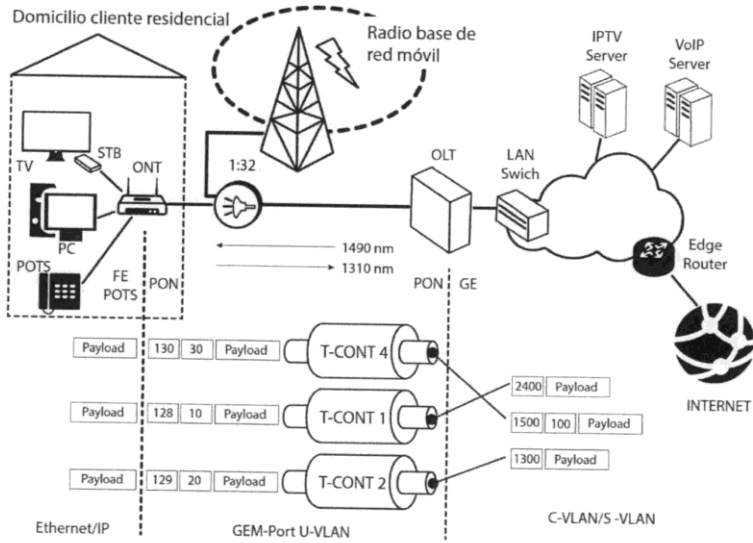 Domicilio cliente residencial
Radio base de
red móvil
IPTV
Server
VoIP
Server
TV
STB
ONT
1:32
OLT
LAN
Swich
PC
POTS
FE
POTS
PON
1490 nm
1310 nm
PON
GE
Edge
Router
INTERNET
Payload
130
30
Payload
T-CONT 4
2400
Payload
Payload
128
10
Payload
T-CONT 1
1500
100
Payload
1300
Payload
Payload
129
20
Payload
T-CONT 2
Ethernet/IP
GEM-Port U-VLAN
C-VLAN/S -VLAN